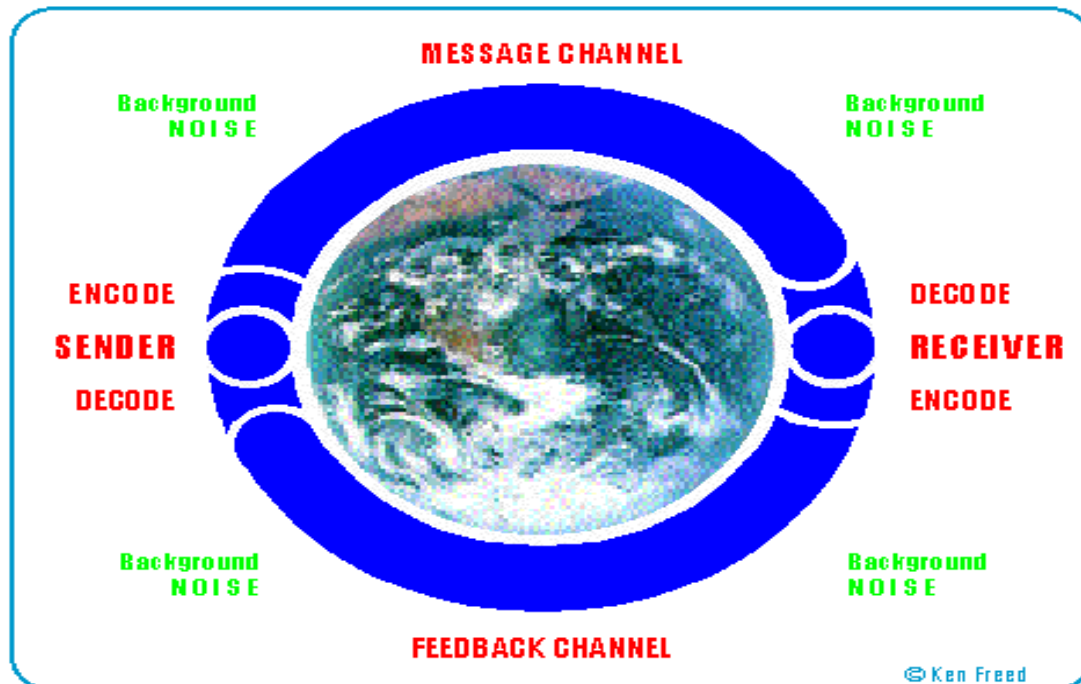 MESSAGE CHANNEL
Background
NOISE
Background
NOISE
ENCODE
SENDER
DECODE
DECODE
RECEIVER
ENCODE
Background
NOISE
Background
NOISE
FEEDBACK CHANNEL
© Ken Freed